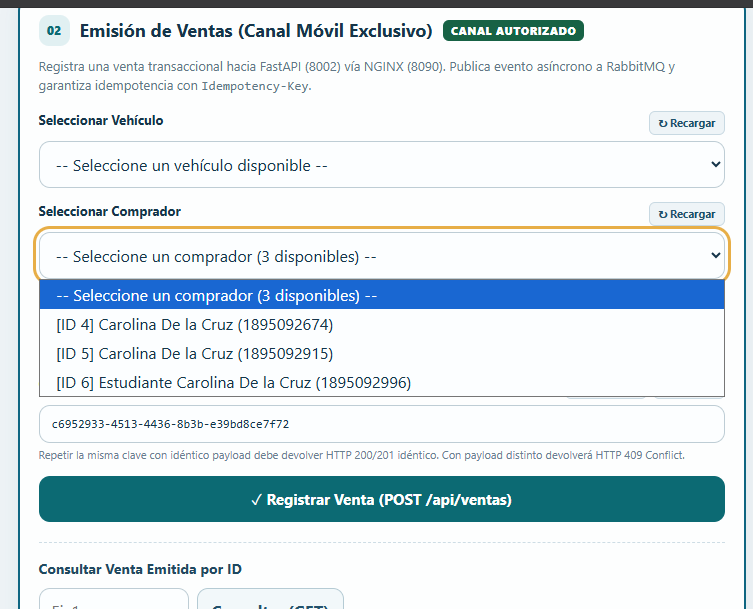 02 Emisión de Ventas (Canal Móvil Exclusivo) CANAL AUTORIZADO
Registra una venta transaccional hacia FastAPI (8002) vía NGINX (8090). Publica evento asíncrono a RabbitMQ y
garantiza idempotencia con Idempotency-Key.
Seleccionar Vehículo
↻ Recargar
-- Seleccione un vehículo disponible --
Seleccionar Comprador
↻ Recargar
-- Seleccione un comprador (3 disponibles) --
-- Seleccione un comprador (3 disponibles) --
[ID 4] Carolina De la Cruz (1895092674)
[ID 5] Carolina De la Cruz (1895092915)
[ID 6] Estudiante Carolina De la Cruz (1895092996)
c6952933-4513-4436-8b3b-e39bd8ce7f72
Repetir la misma clave con idéntico payload debe devolver HTTP 200/201 idéntico. Con payload distinto devolverá HTTP 409 Conflict.
✓ Registrar Venta (POST /api/ventas)
Consultar Venta Emitida por ID
Consultar (GET)